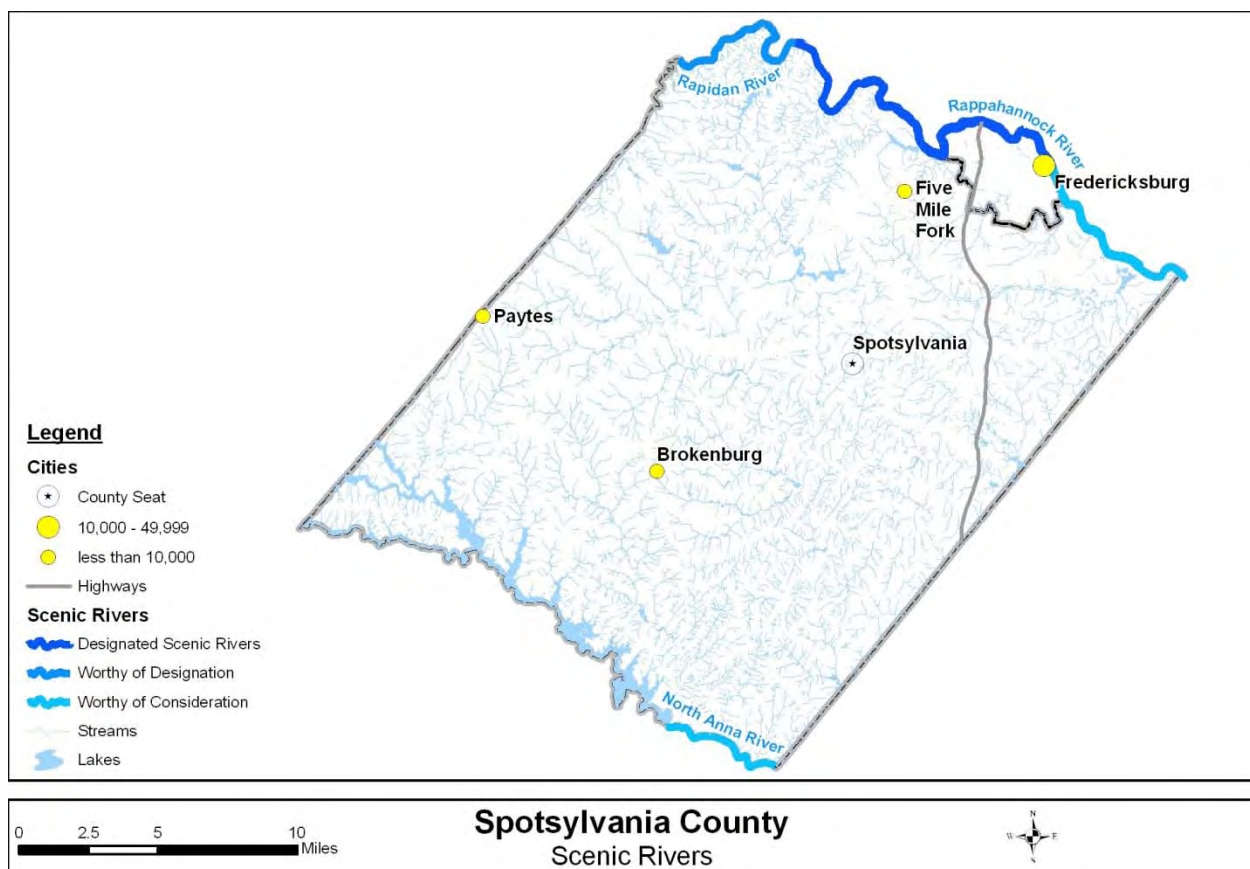 Rapidan River
Rappahannock River
Fredericksburg
Five
Mile
Fork
Paytes
Spotsylvania
Brokenburg
North Anna River
Legend
Cities
County Seat
10,000 - 49,999
less than 10,000
Highways
Scenic Rivers
Designated Scenic Rivers
Worthy of Designation
Worthy of Consideration
Streams
Lakes
0 2.5 5 10
Miles
Spotsylvania County
Scenic Rivers
N
W E
S